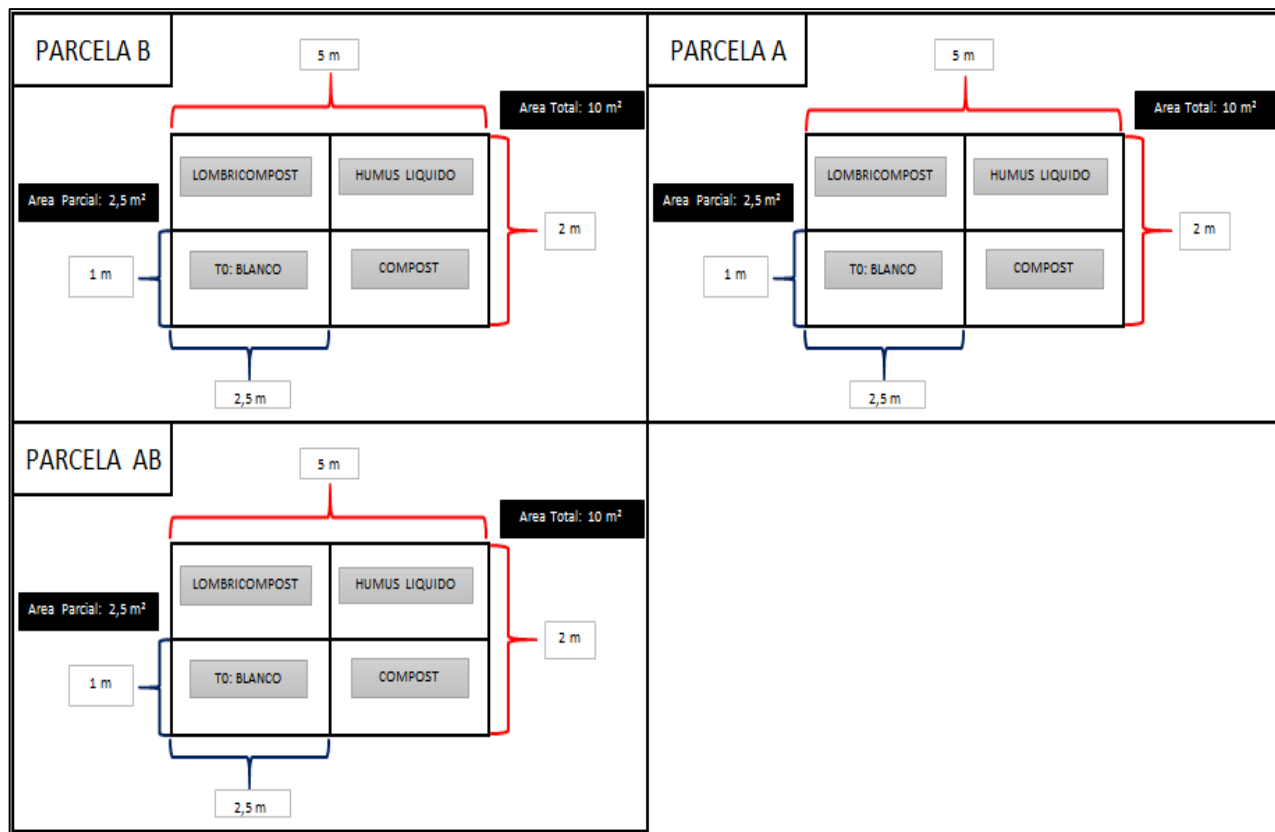 PARCELA B
5 m
Area Total: 10 m²
LOMBRICOMPOST
HUMUS LIQUIDO
Area Parcial: 2,5 m²
2 m
1 m
T0: BLANCO
COMPOST
2,5 m
PARCELA A
5 m
Area Total: 10 m²
LOMBRICOMPOST
HUMUS LIQUIDO
Area Parcial: 2,5 m²
2 m
1 m
T0: BLANCO
COMPOST
2,5 m
PARCELA AB
5 m
Area Total: 10 m²
LOMBRICOMPOST
HUMUS LIQUIDO
Area Parcial: 2,5 m²
2 m
1 m
T0: BLANCO
COMPOST
2,5 m